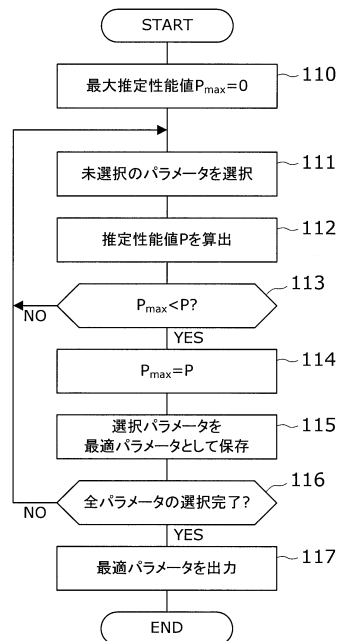 START
最大推定性能値Pmax=0
110
未選択のパラメータを選択
111
推定性能値Pを算出
112
Pmax<P?
113
NO
YES
Pmax=P
114
選択パラメータを
最適パラメータとして保存
115
全パラメータの選択完了?
116
NO
YES
最適パラメータを出力
117
END